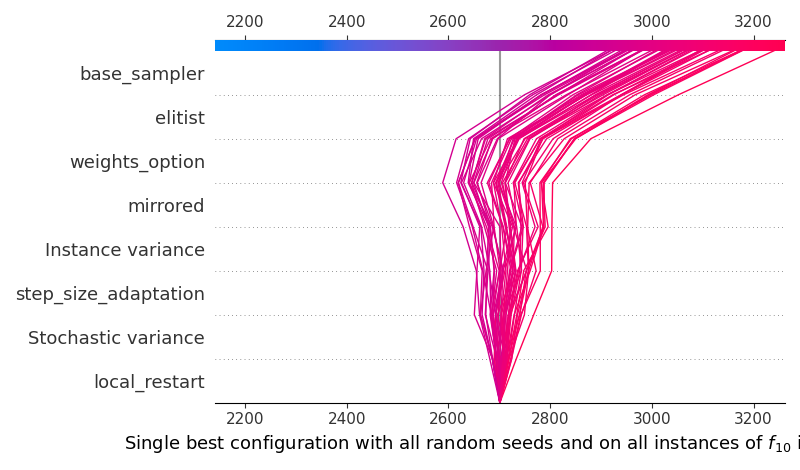 2200 2400 2600 2800 3000 3200
base_sampler
elitist
weights_option
mirrored
Instance variance
step_size_adaptation
Stochastic variance
local_restart
2200 2400 2600 2800 3000 3200
Single best configuration with all random seeds and on all instances of f₁₀ i